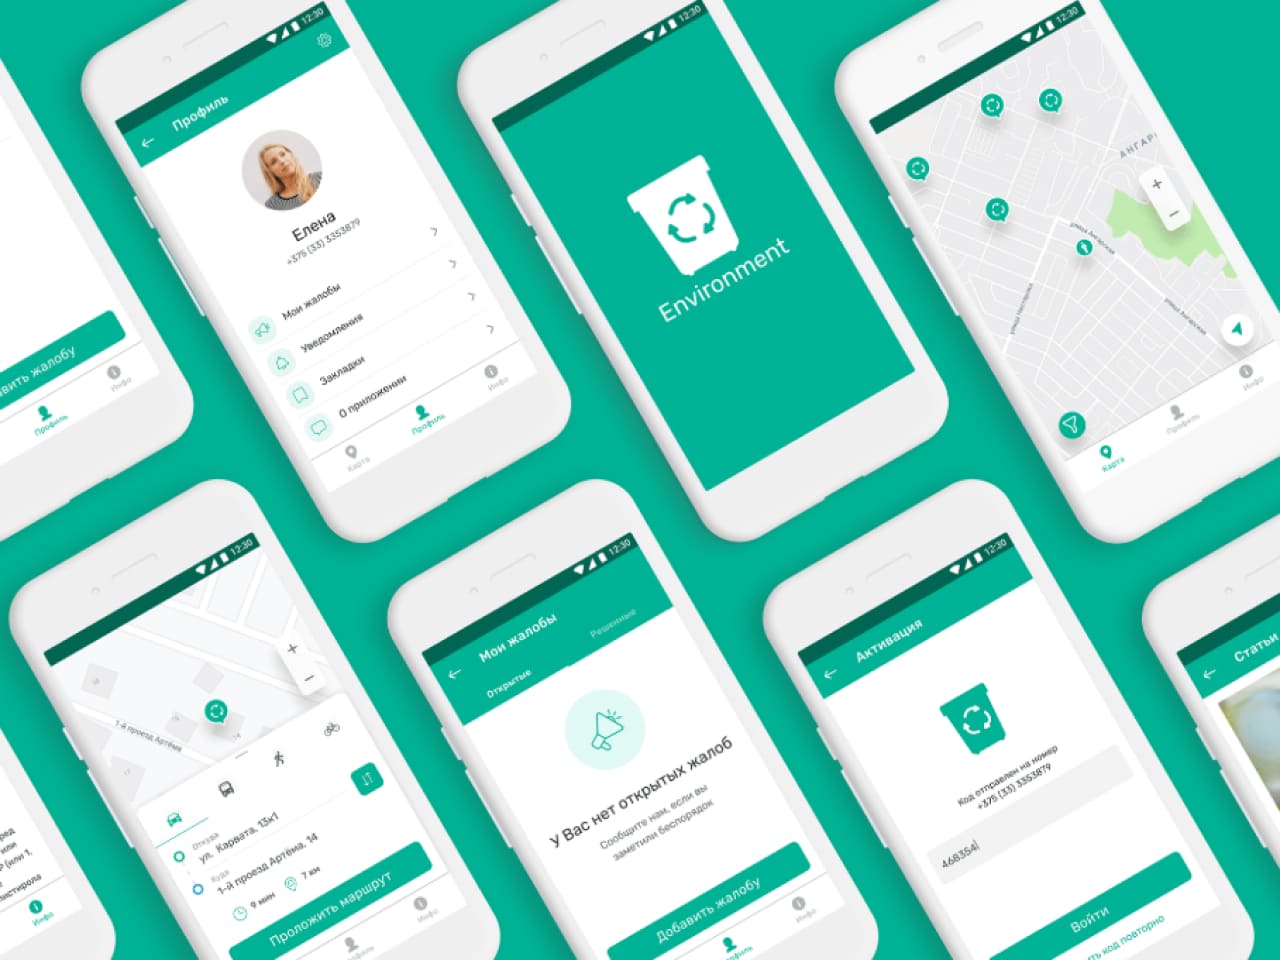 Добавить жалобу
Профиль
Инфо
12:30
Профиль
Елена
+375 (33) 3353879
Мои жалобы
Уведомления
Закладки
О приложении
Карта
Профиль
Инфо
12:30
Environment
12:30
улица Ангарская
улица Ангарская
Карта
Профиль
Инфо
Инфо
12:30
1-й проезд Артёма
Откуда
ул. Карвата, 13к1
Куда
1-й проезд Артёма, 14
9 мин
7 км
Проложить маршрут
Профиль
Инфо
12:30
Мои жалобы
Открытые
Решенные
У Вас нет открытых жалоб
Сообщите нам, если вы
заметили беспорядок
Добавить жалобу
Профиль
Инфо
12:30
Активация
Код отправлен на номер
+375 (33) 3353879
468354
Войти
код повторно
Статьи